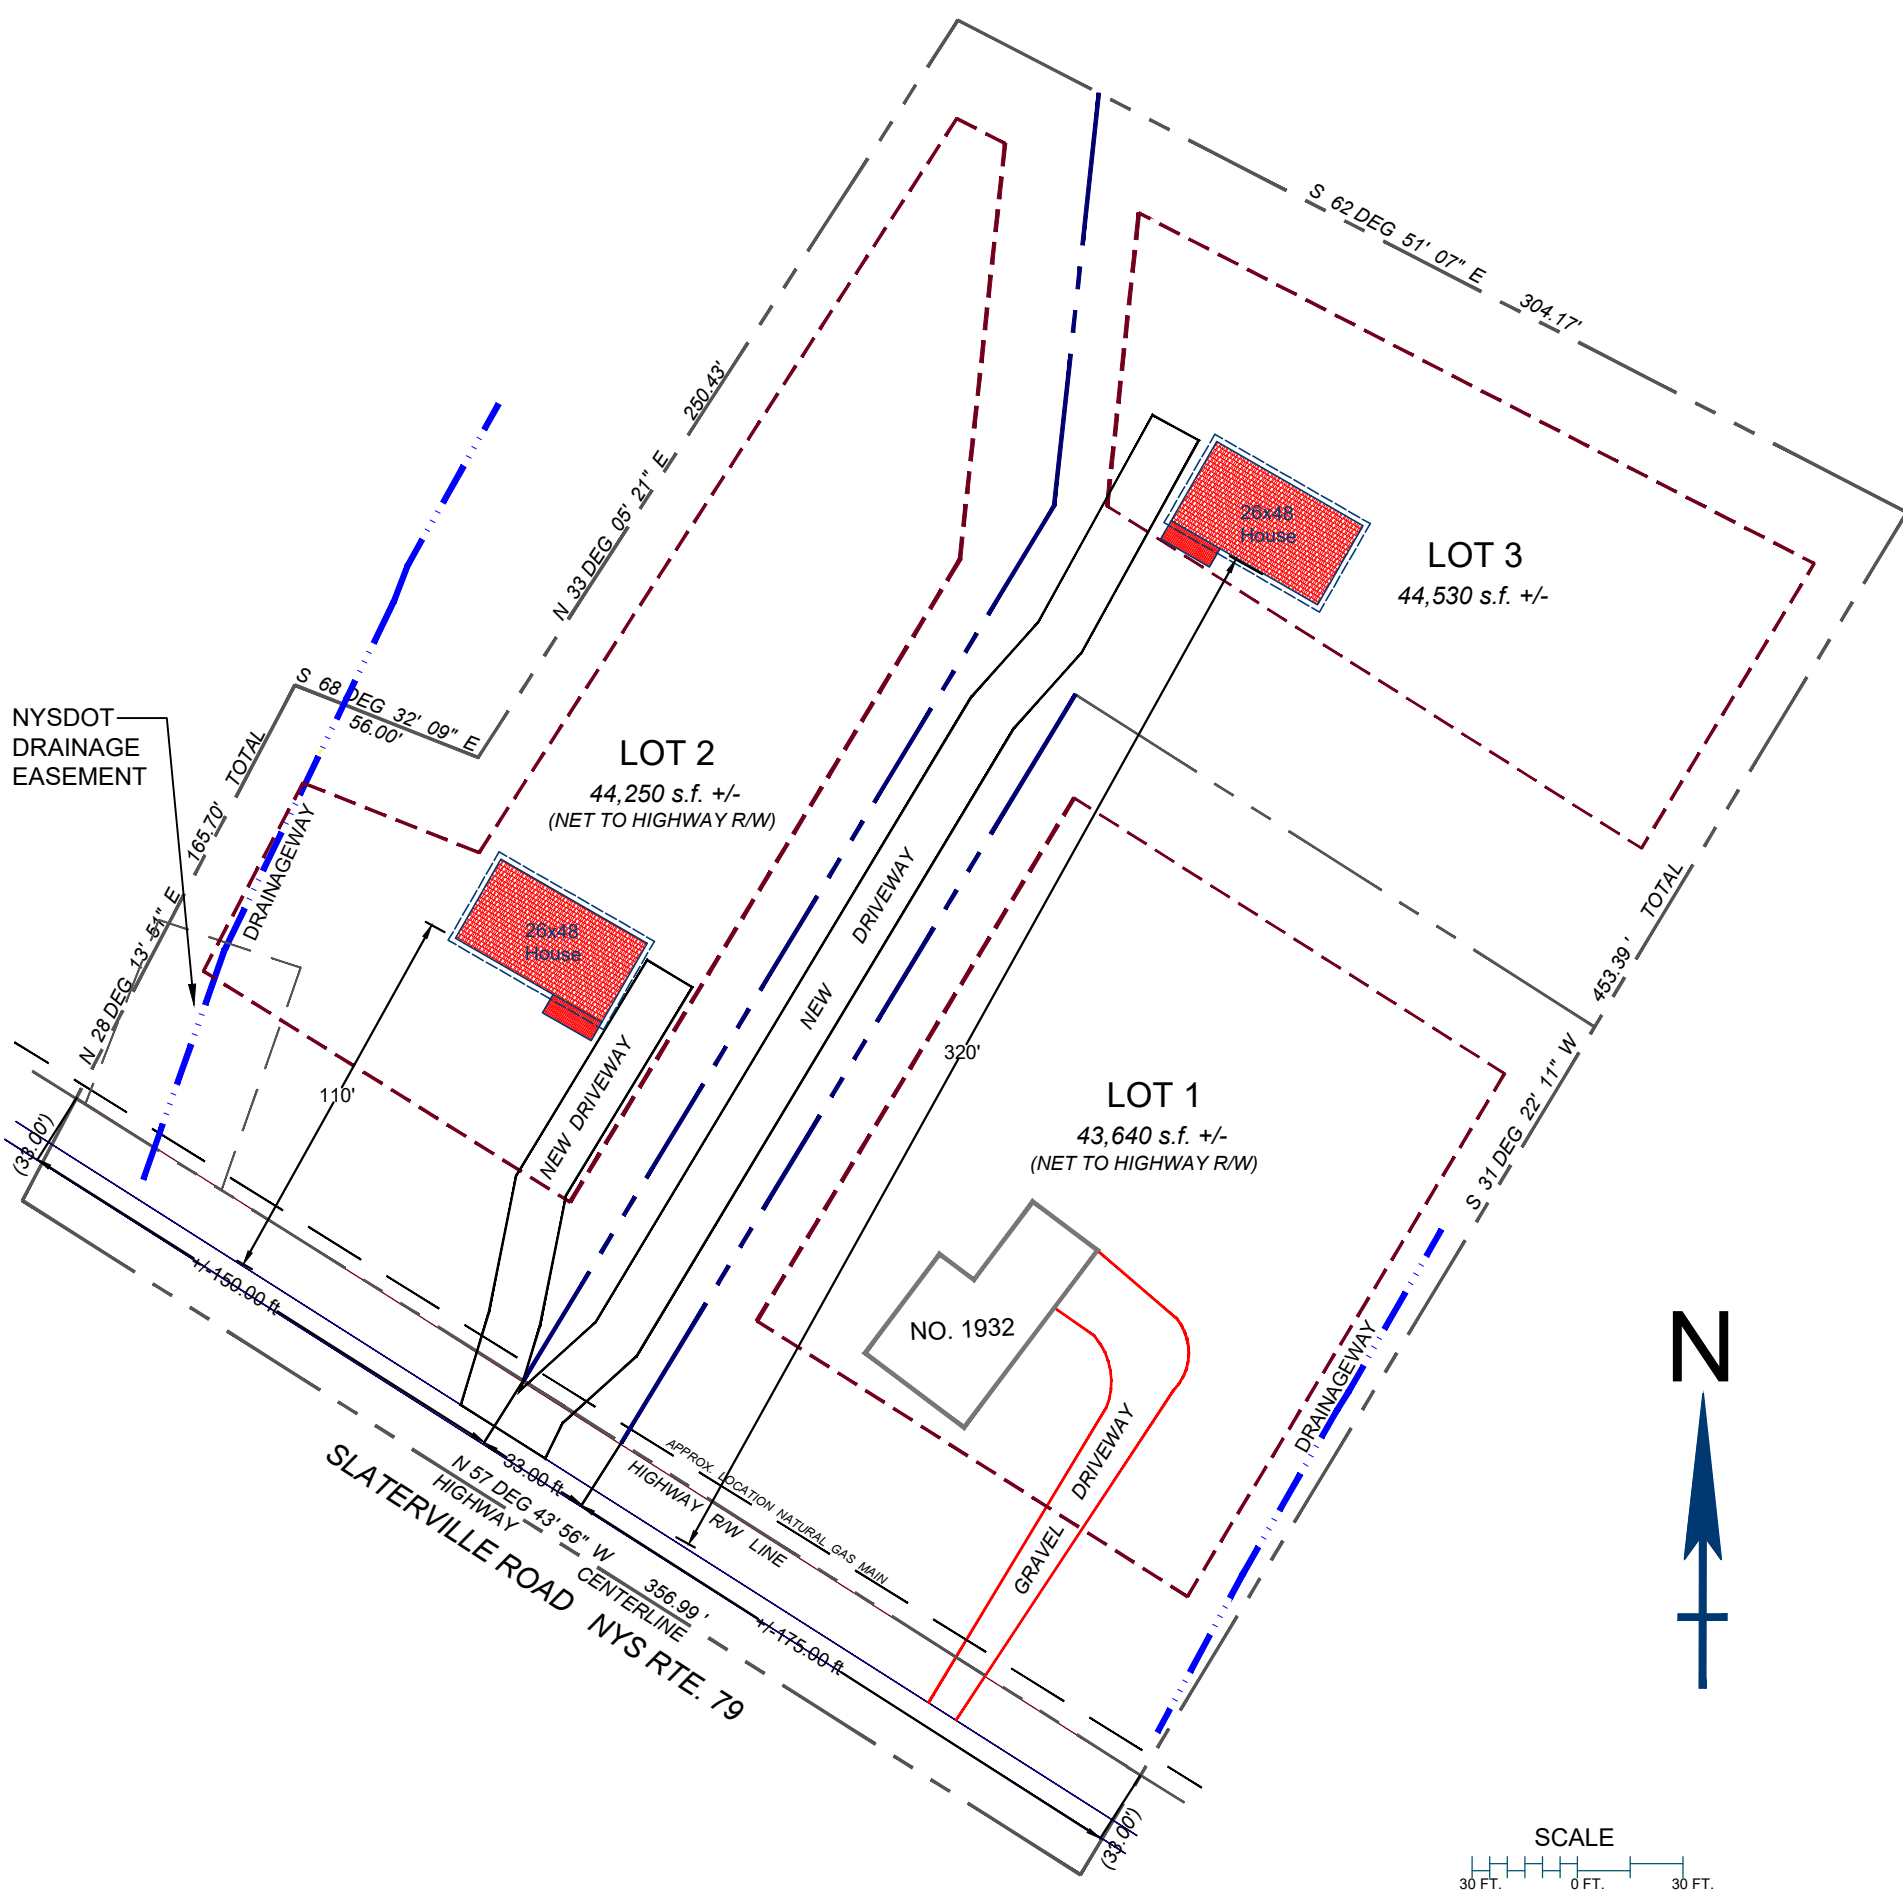 S 62 DEG 51' 07" E 304.17'
N 33 DEG 05' 21" E 250.43'
26x48
House
LOT 3
44,530 s.f. +/-
S 68 DEG 32' 09" E
56.00'
NYSDOT
DRAINAGE
EASEMENT
N 28 DEG 13' 51" E 165.70' TOTAL
DRAINAGEWAY
LOT 2
44,250 s.f. +/-
(NET TO HIGHWAY R/W)
26x48
House
NEW DRIVEWAY
NEW DRIVEWAY
110'
320'
S 31 DEG 22' 11" W 453.39 ' TOTAL
LOT 1
43,640 s.f. +/-
(NET TO HIGHWAY R/W)
NO. 1932
GRAVEL DRIVEWAY
DRAINAGEWAY
(33.00')
+/-150.00 ft
33.00 ft
+/-175.00 ft
APPROX. LOCATION NATURAL GAS MAIN
HIGHWAY R/W LINE
N 57 DEG 43' 56" W 356.99 '
HIGHWAY CENTERLINE
SLATERVILLE ROAD NYS RTE. 79
(33.00')
N
SCALE
30 FT. 0 FT. 30 FT.